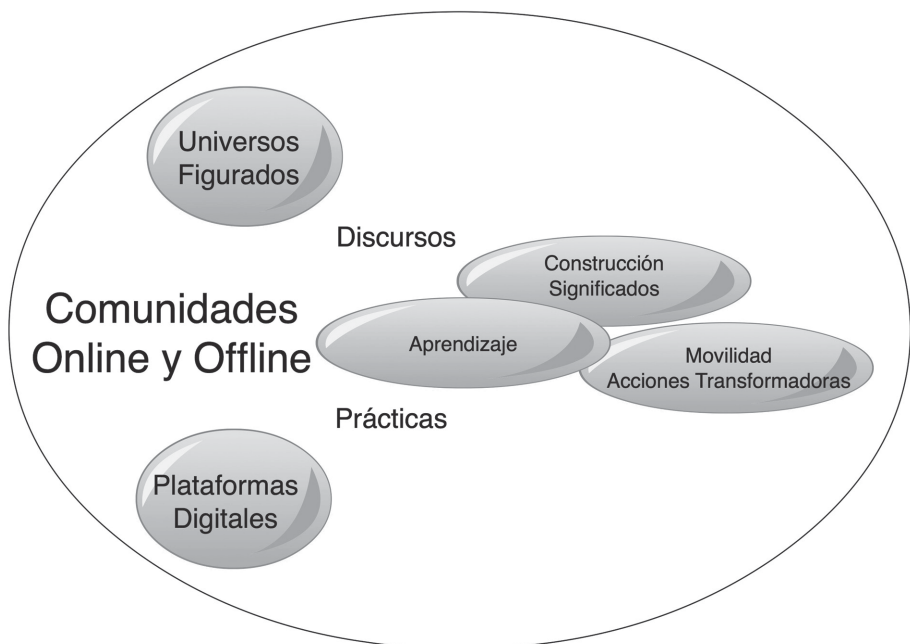 Universos
Figurados
Discursos
Construcción
Significados
Comunidades
Online y Offline
Aprendizaje
Movilidad
Acciones Transformadoras
Prácticas
Plataformas
Digitales